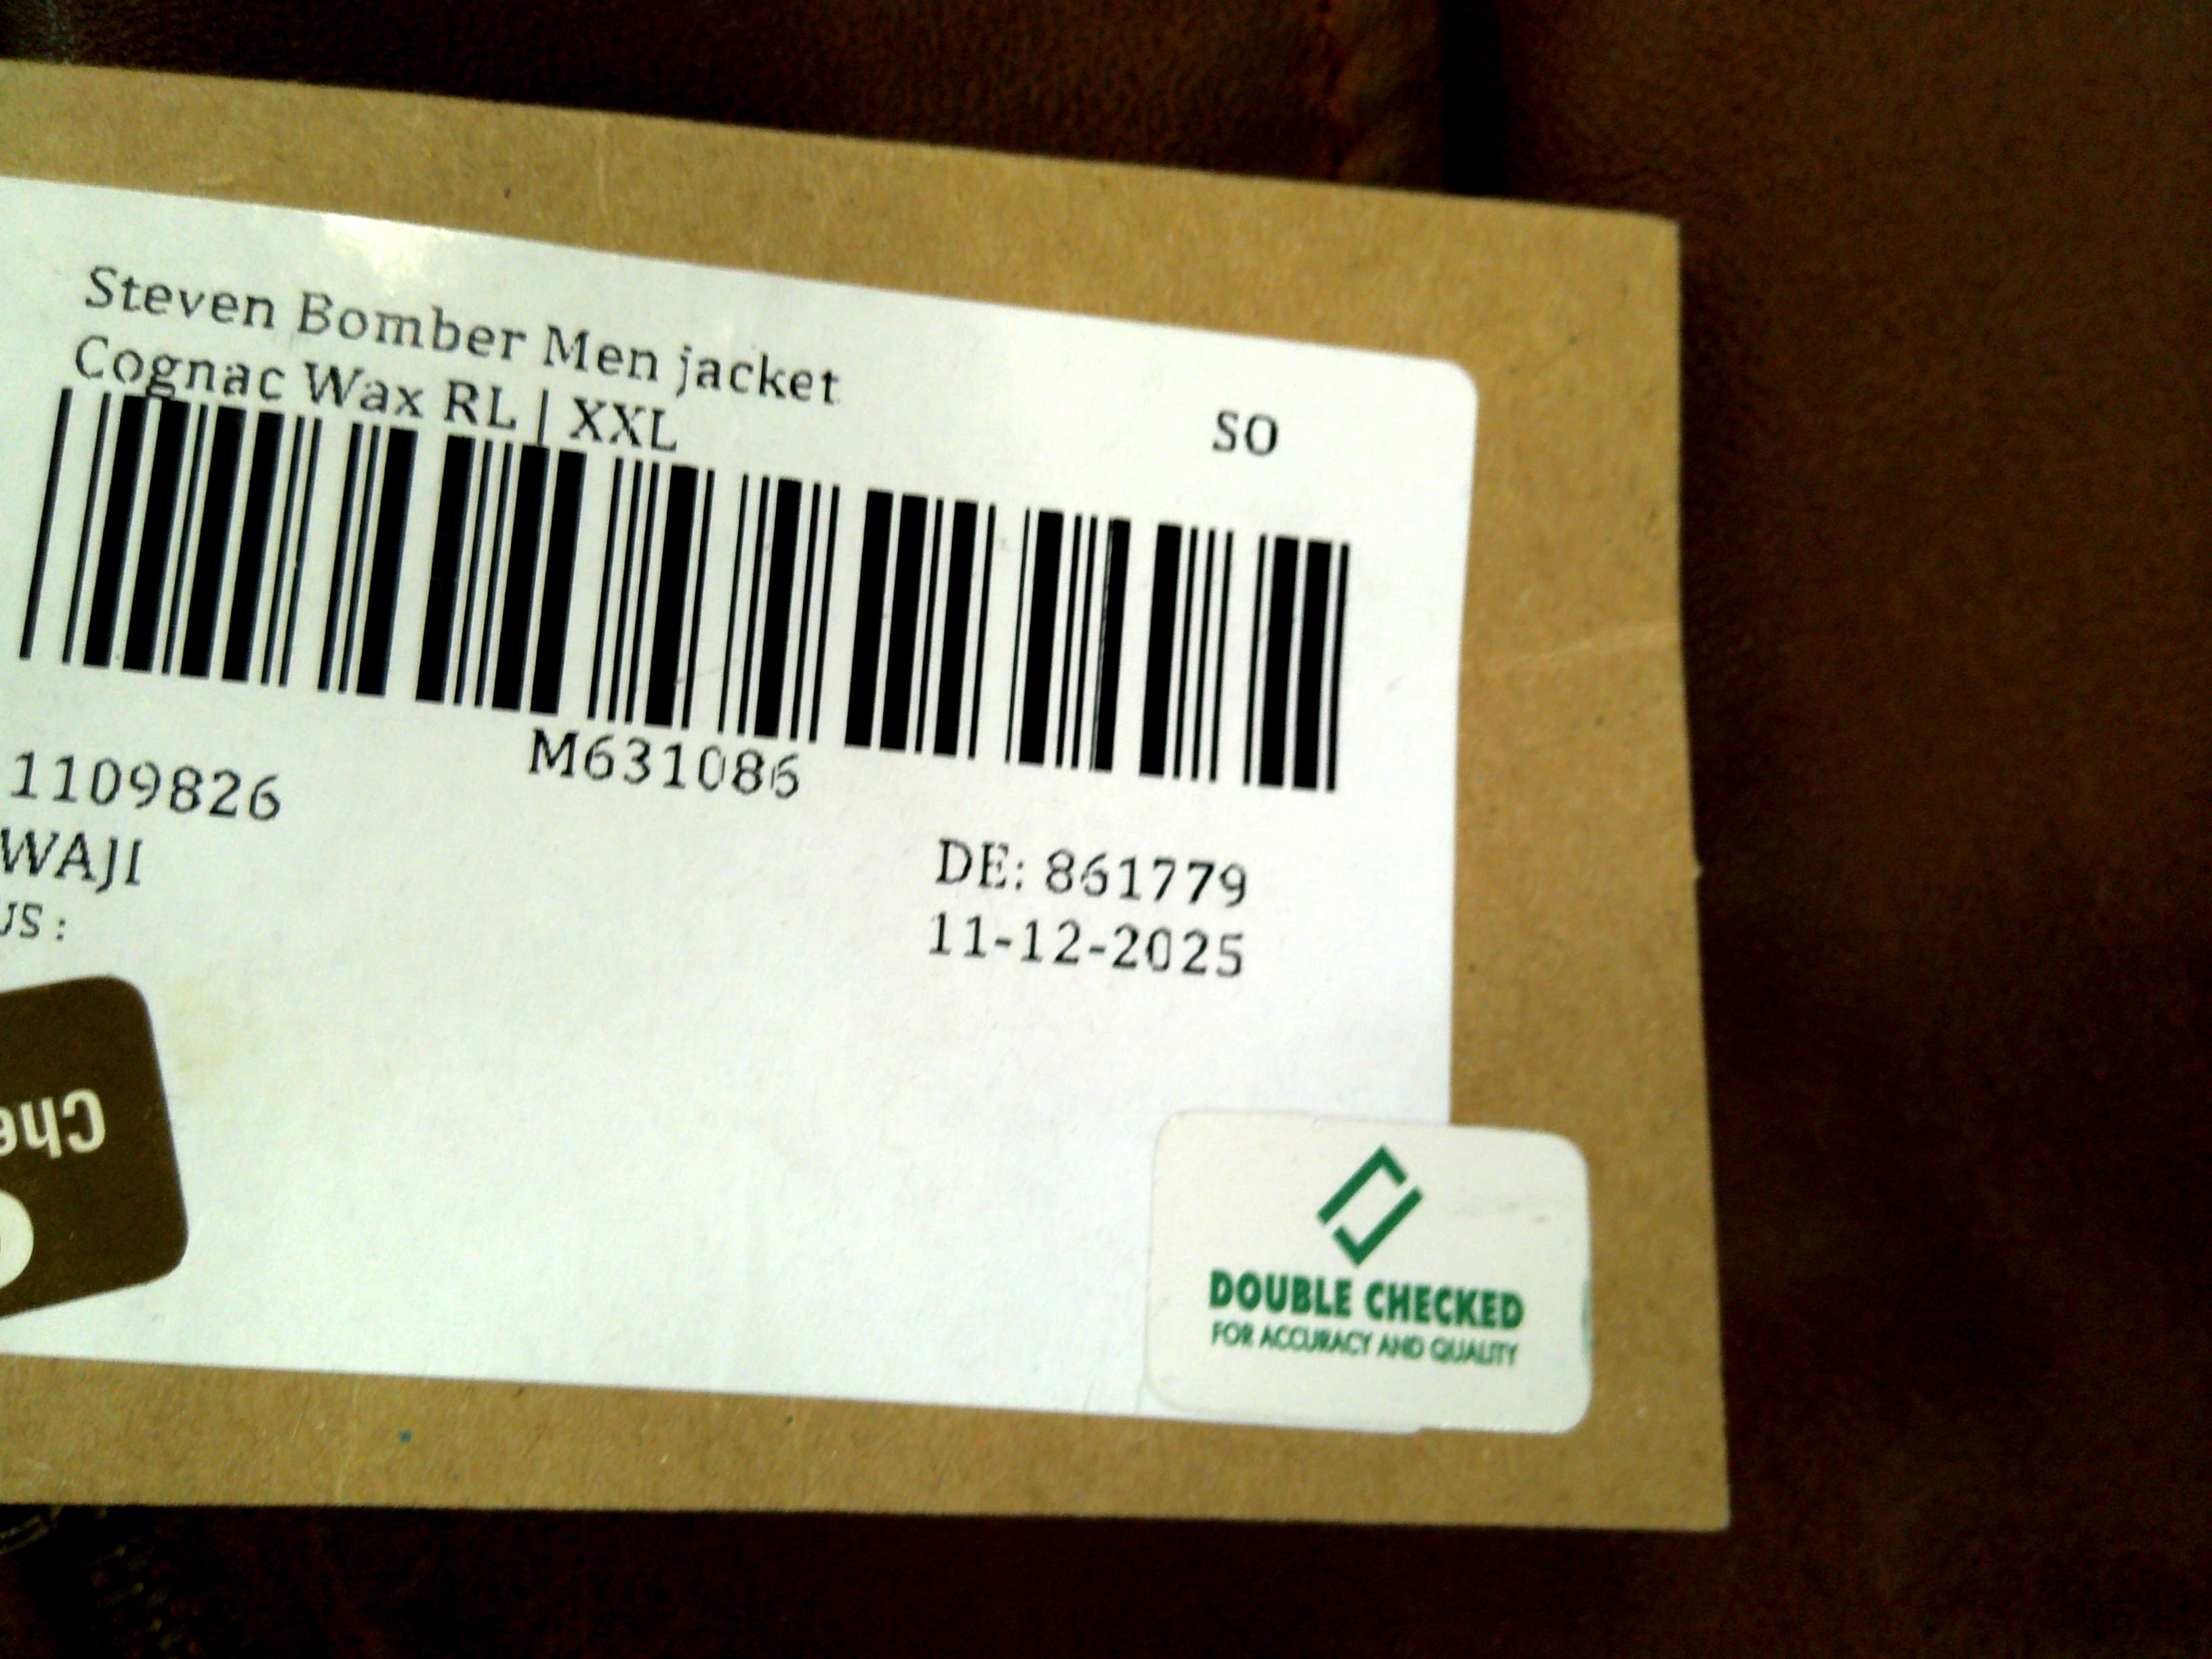 Steven Bomber Men jacket
Cognac Wax RL | XXL
SO
M631086
1109826
WAJI
US :
DE: 861779
11-12-2025
Che
DOUBLE CHECKED
FOR ACCURACY AND QUALITY